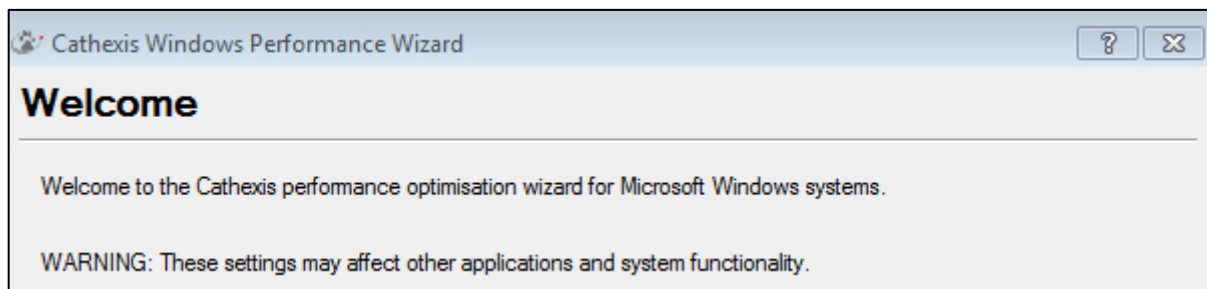 Cathexis Windows Performance Wizard
Welcome
Welcome to the Cathexis performance optimisation wizard for Microsoft Windows systems.
WARNING: These settings may affect other applications and system functionality.